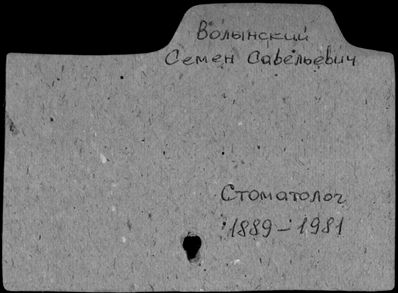 Волынский
Семен Савельевич
Стоматолог
1889-1981